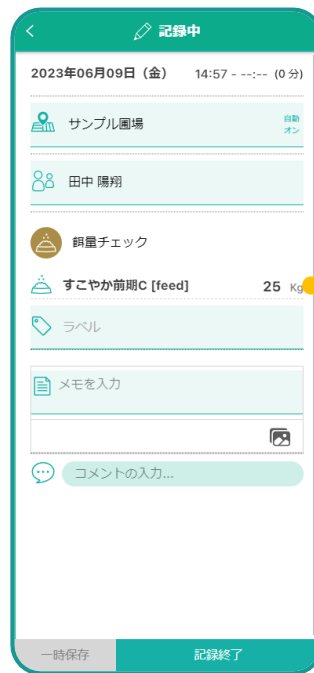 記録中
2023年06月09日（金） 14:57 - --:-- (0 分)
サンプル圃場 自動オン
田中 陽翔
餌量チェック
すこやか前期C [feed] 25 Kg
ラベル
メモを入力
コメントの入力...
一時保存 記録終了